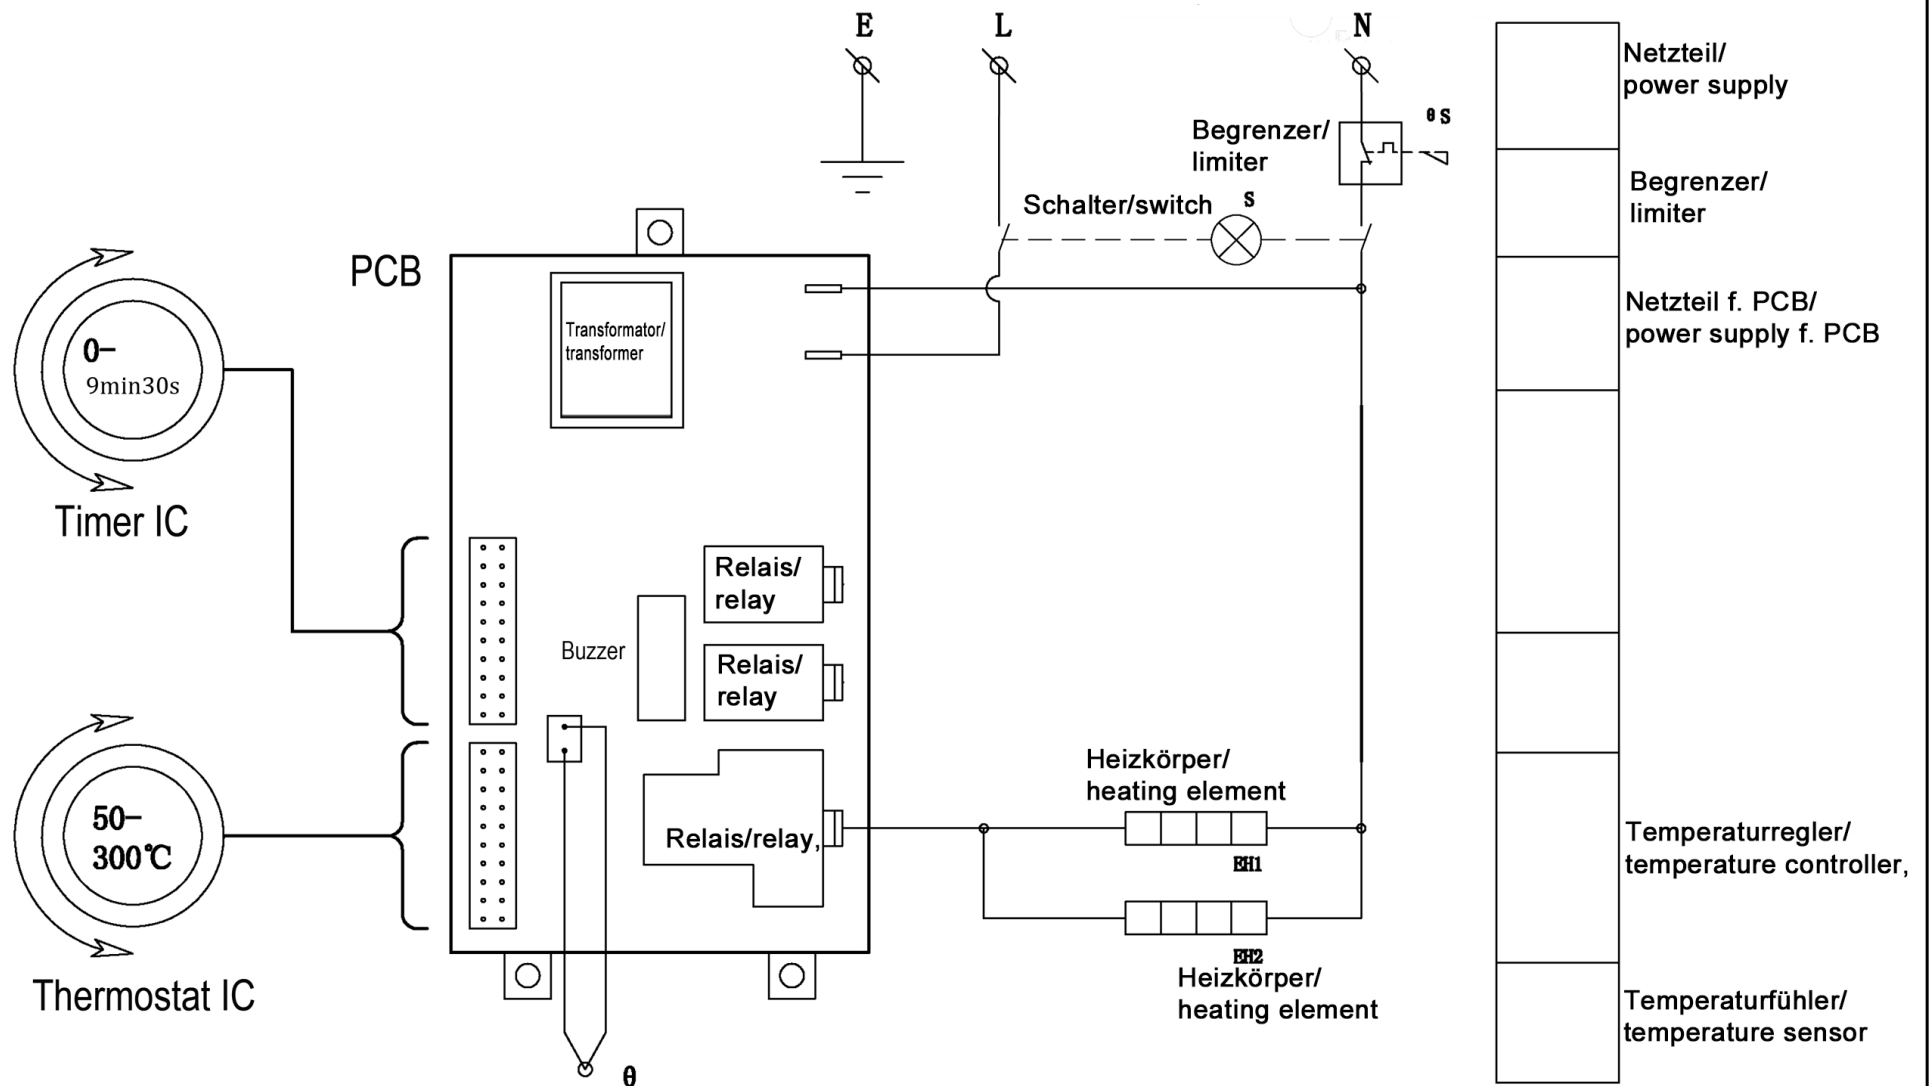 E
L
N
Netzteil/
power supply
θ S
Begrenzer/
limiter
Begrenzer/
limiter
Schalter/switch
S
PCB
Netzteil f. PCB/
power supply f. PCB
Transformator/
transformer
0-
9min30s
Timer IC
Relais/
relay
Buzzer
Relais/
relay
Heizkörper/
heating element
50-
300℃
Relais/relay,
EH1
Temperaturregler/
temperature controller,
EH2
Heizkörper/
heating element
Thermostat IC
Temperaturfühler/
temperature sensor
θ